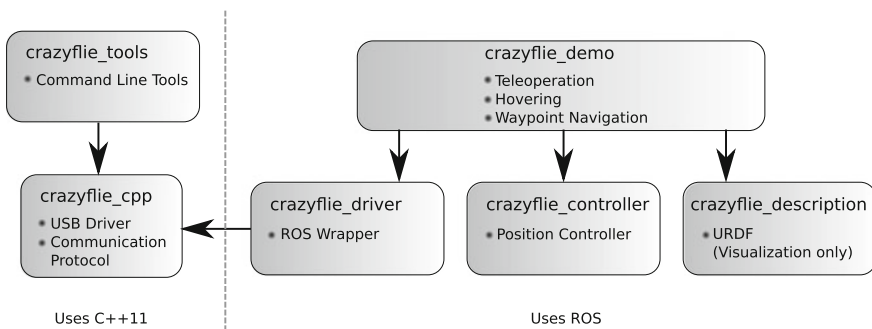 crazyflie_tools
Command Line Tools
crazyflie_demo
Teleoperation
Hovering
Waypoint Navigation
crazyflie_cpp
USB Driver
Communication
Protocol
crazyflie_driver
ROS Wrapper
crazyflie_controller
Position Controller
crazyflie_description
URDF
(Visualization only)
Uses C++11
Uses ROS